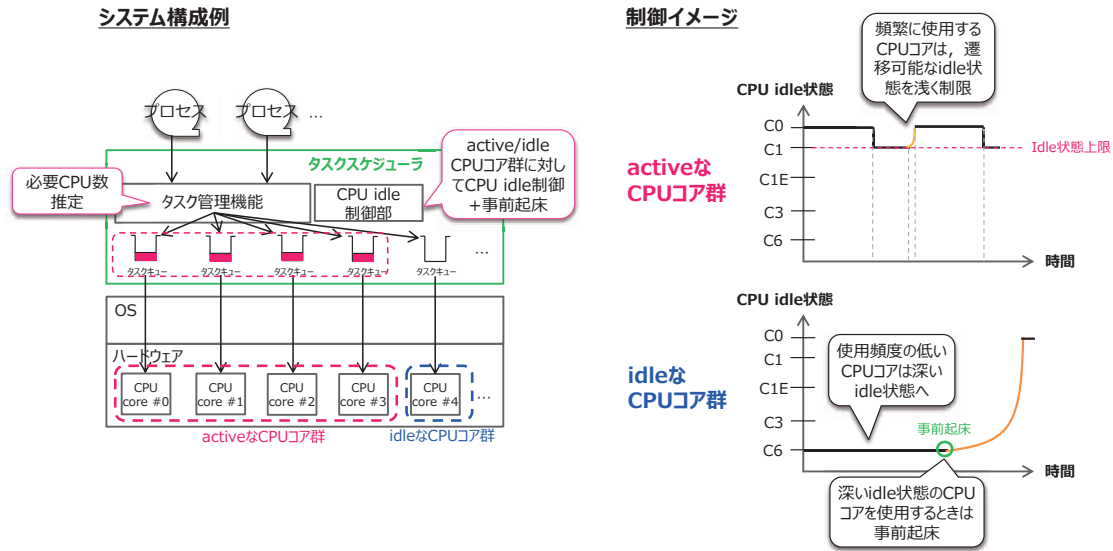 システム構成例
プロセス
プロセス
…
タスクスケジューラ
必要CPU数
推定
タスク管理機能
CPU idle
制御部
active/idle
CPUコア群に対し
てCPU idle制御
+事前起床
タスクキュー
タスクキュー
タスクキュー
タスクキュー
タスクキュー
…
OS
ハードウェア
CPU
core #0
CPU
core #1
CPU
core #2
CPU
core #3
CPU
core #4
…
activeなCPUコア群
idleなCPUコア群
制御イメージ
頻繁に使用する
CPUコアは，遷
移可能なidle状
態を浅く制限
CPU idle状態
C0
C1
C1E
C3
C6
Idle状態上限
時間
activeな
CPUコア群
CPU idle状態
C0
C1
C1E
C3
C6
使用頻度の低い
CPUコアは深い
idle状態へ
事前起床
時間
idleな
CPUコア群
深いidle状態のCPU
コアを使用するときは
事前起床